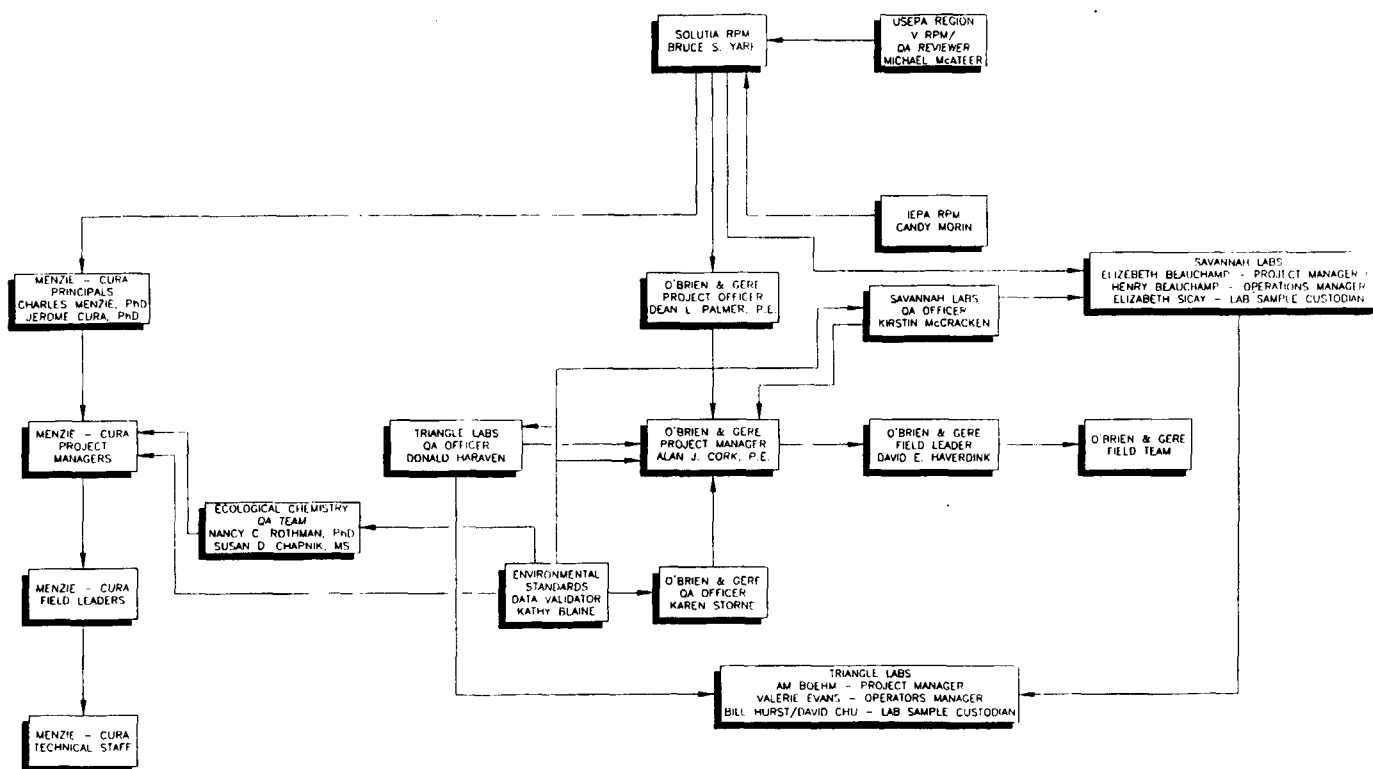 SOLUTIA RPM
BRUCE S. YARE
USEPA REGION
V RPM/
QA REVIEWER
MICHAEL McATEER
IEPA RPM
CANDY MORIN
MENZIE – CURA
PRINCIPALS
CHARLES MENZIE, PhD
JEROME CURA, PhD
O'BRIEN & GERE
PROJECT OFFICER
DEAN L. PALMER, P.E.
SAVANNAH LABS
QA OFFICER
KIRSTIN McCRACKEN
SAVANNAH LABS
ELIZEBETH BEAUCHAMP – PROJECT MANAGER
HENRY BEAUCHAMP – OPERATIONS MANAGER
ELIZABETH SICAY – LAB SAMPLE CUSTODIAN
MENZIE – CURA
PROJECT
MANAGERS
TRIANGLE LABS
QA OFFICER
DONALD HARAVEN
O'BRIEN & GERE
PROJECT MANAGER
ALAN J. CORK, P.E.
O'BRIEN & GERE
FIELD LEADER
DAVID E. HAVERDINK
O'BRIEN & GERE
FIELD TEAM
ECOLOGICAL CHEMISTRY
QA TEAM
NANCY C. ROTHMAN, PhD
SUSAN D. CHAPNIK, MS
MENZIE – CURA
FIELD LEADERS
ENVIRONMENTAL
STANDARDS
DATA VALIDATOR
KATHY BLAINE
O'BRIEN & GERE
QA OFFICER
KAREN STORNE
TRIANGLE LABS
AM BOEHM – PROJECT MANAGER
VALERIE EVANS – OPERATORS MANAGER
BILL HURST/DAVID CHU – LAB SAMPLE CUSTODIAN
MENZIE – CURA
TECHNICAL STAFF